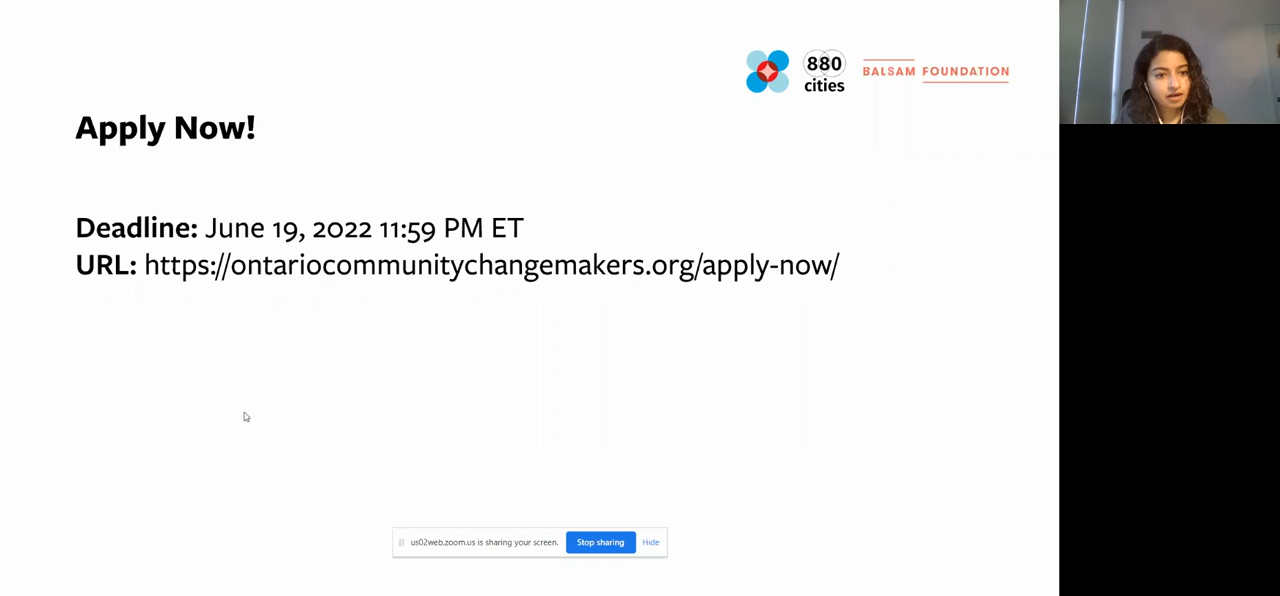 880
cities
BALSAM FOUNDATION
Apply Now!
Deadline: June 19, 2022 11:59 PM ET
URL: https://ontariocommunitychangemakers.org/apply-now/
us02web.zoom.us is sharing your screen.
Stop sharing
Hide